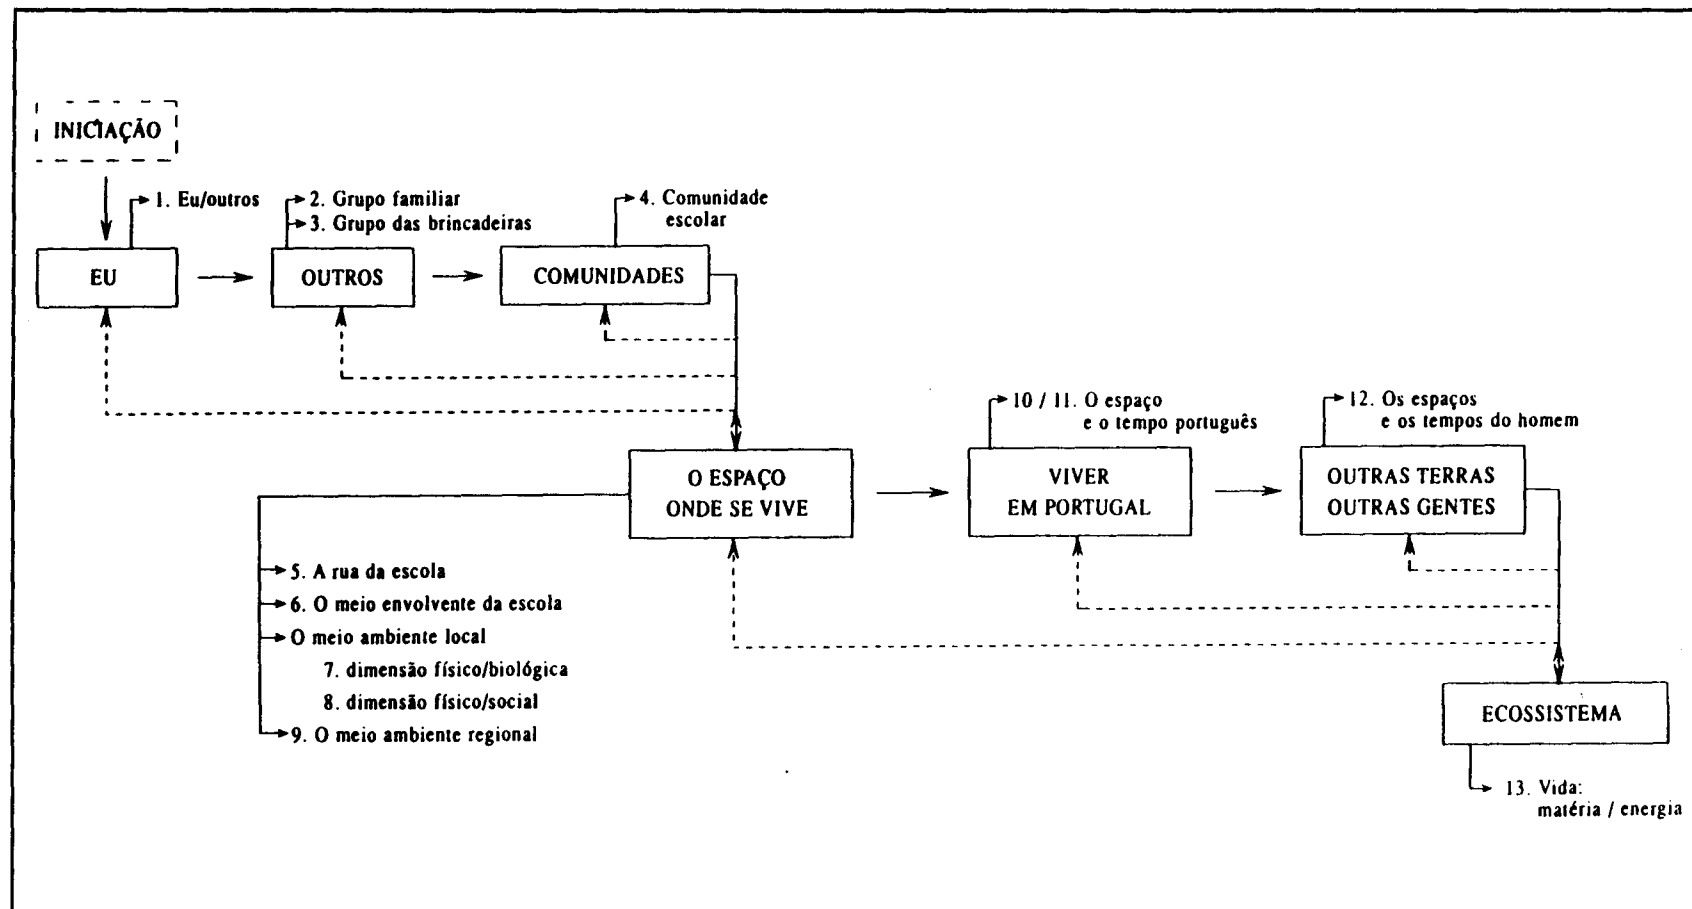 INICIAÇÃO
1. Eu/outros
2. Grupo familiar
3. Grupo das brincadeiras
4. Comunidade
escolar
EU
OUTROS
COMUNIDADES
10 / 11. O espaço
e o tempo português
12. Os espaços
e os tempos do homem
O ESPAÇO
ONDE SE VIVE
VIVER
EM PORTUGAL
OUTRAS TERRAS
OUTRAS GENTES
5. A rua da escola
6. O meio envolvente da escola
O meio ambiente local
7. dimensão físico/biológica
8. dimensão físico/social
9. O meio ambiente regional
ECOSSISTEMA
13. Vida:
matéria / energia